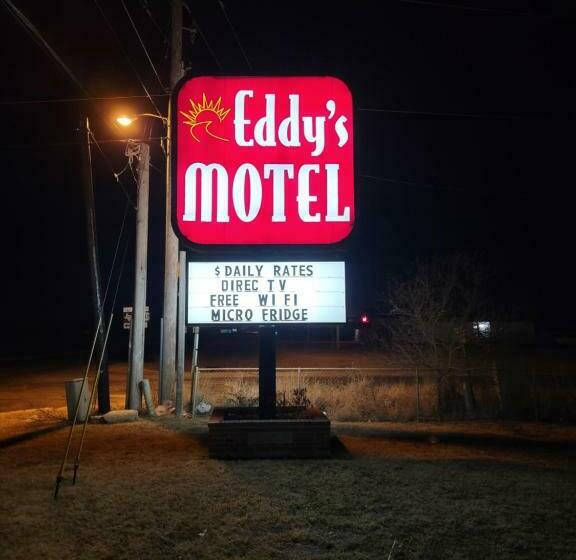 Eddy's
MOTEL
$ DAILY RATES
DIREC TV
FREE WI FI
MICRO FRIDGE